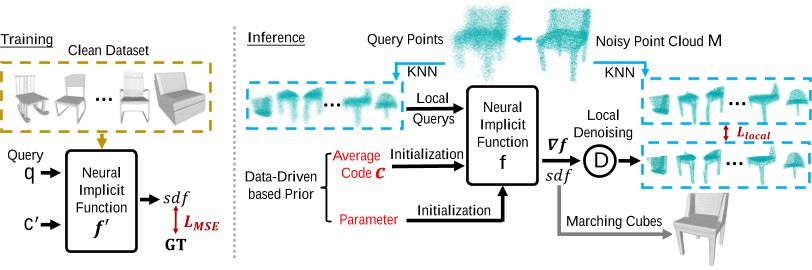 Training
Clean Dataset
...
Query
q
c′
Neural
Implicit
Function
f′
sdf
L_MSE
GT
Inference
Query Points
Noisy Point Cloud M
KNN
KNN
...
Local
Querys
Neural
Implicit
Function
f
Data-Driven
based Prior
Average
Code c
Initialization
Parameter
Initialization
∇f
sdf
Local
Denoising
D
...
L_local
...
Marching Cubes